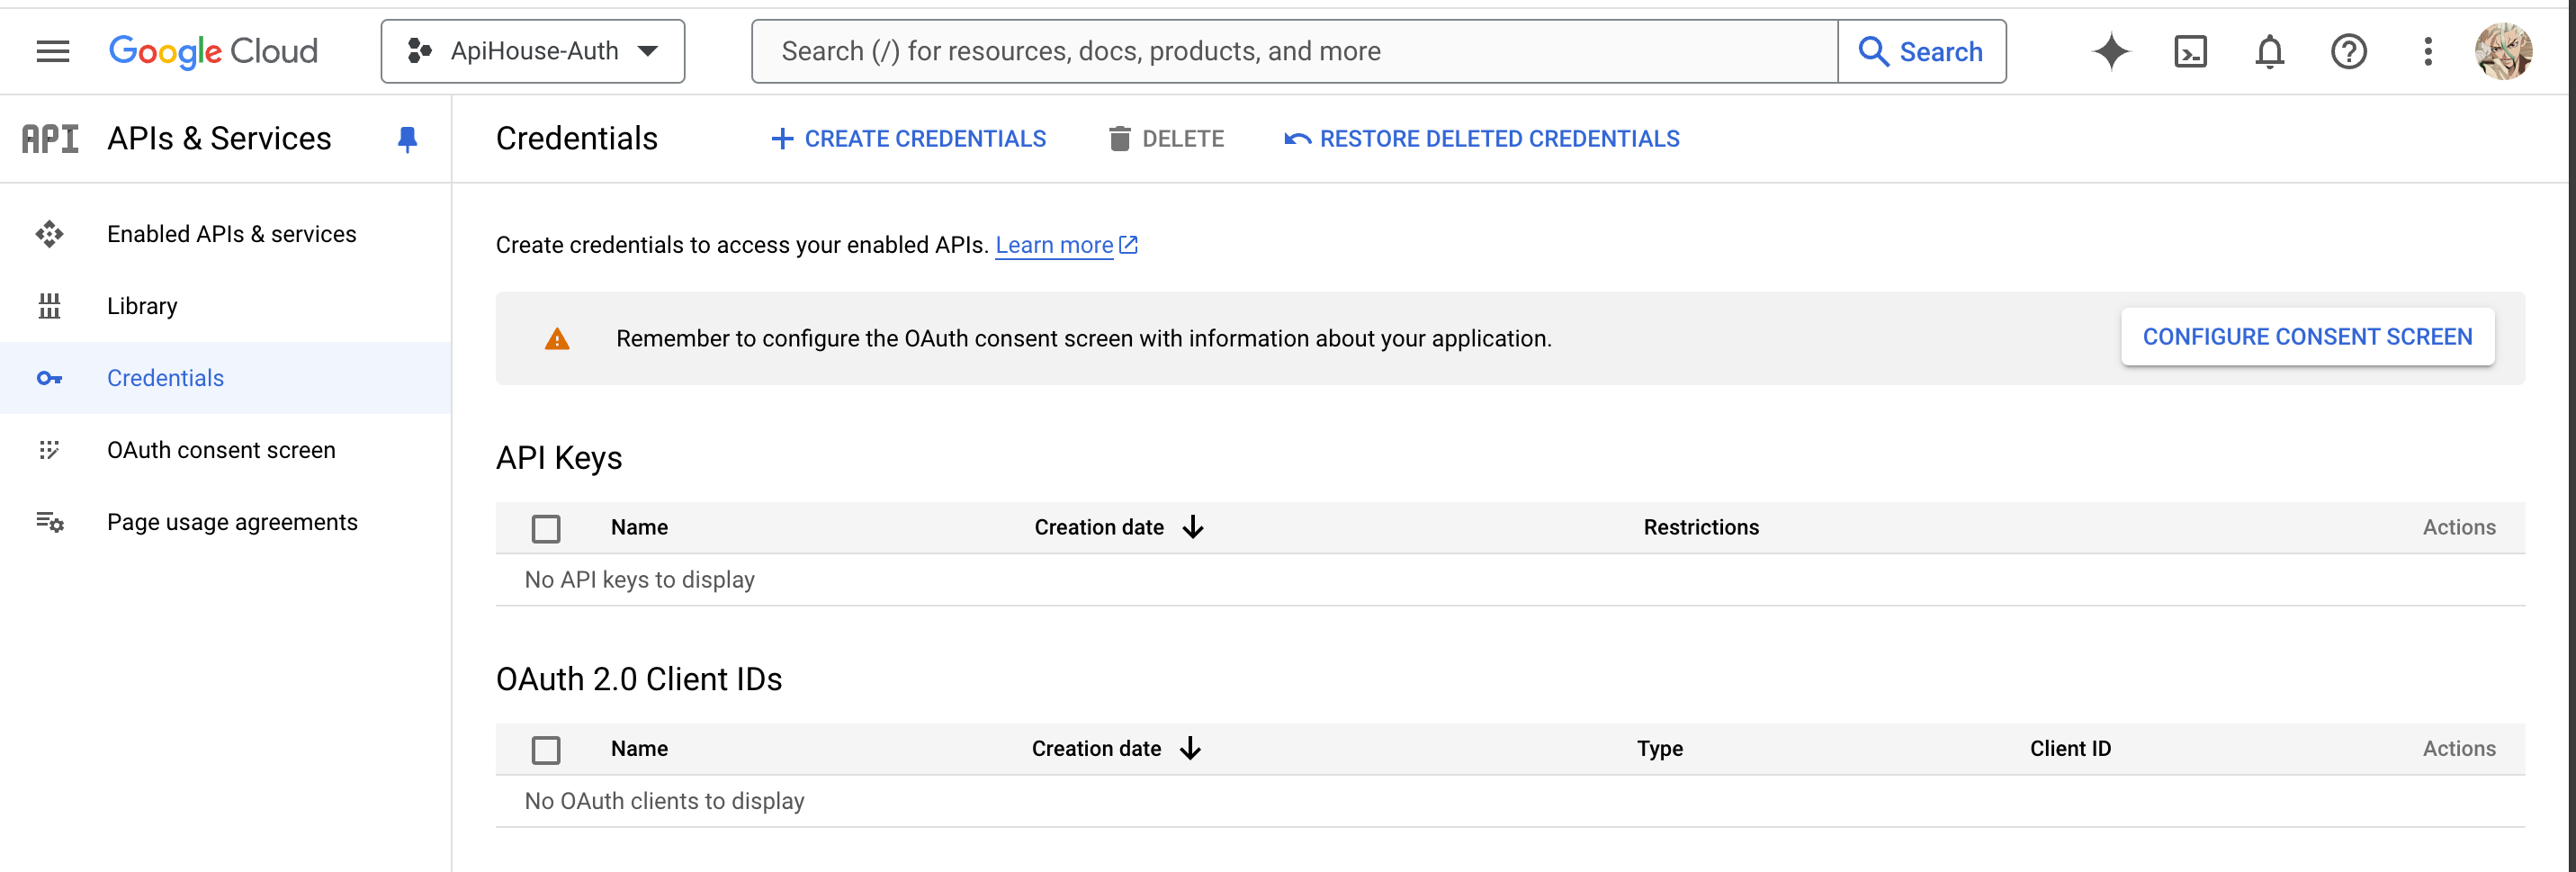 Google Cloud
ApiHouse-Auth
Search (/) for resources, docs, products, and more
Search
API
APIs & Services
Credentials
CREATE CREDENTIALS
DELETE
RESTORE DELETED CREDENTIALS
Enabled APIs & services
Library
Credentials
OAuth consent screen
Page usage agreements
Create credentials to access your enabled APIs. Learn more
Remember to configure the OAuth consent screen with information about your application.
CONFIGURE CONSENT SCREEN
API Keys
Name Creation date Restrictions Actions
No API keys to display
OAuth 2.0 Client IDs
Name Creation date Type Client ID Actions
No OAuth clients to display